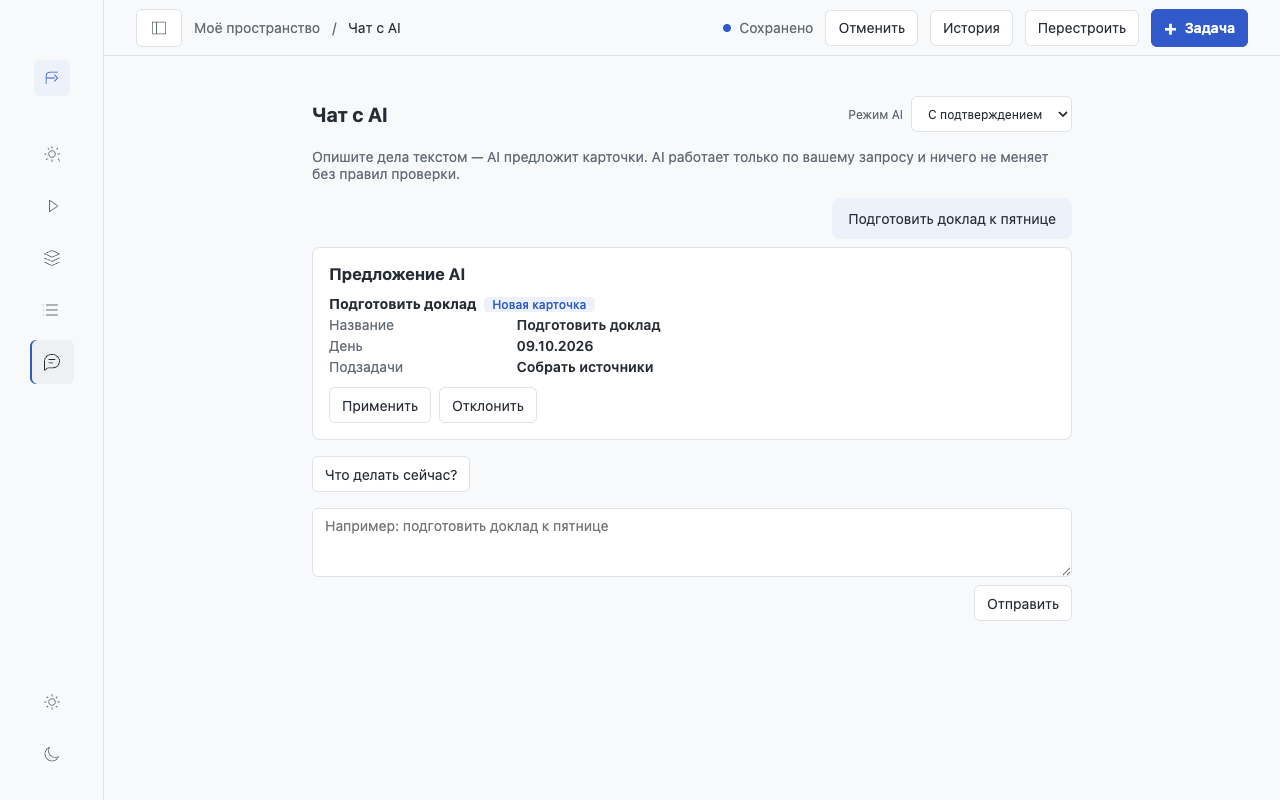 Моё пространство / Чат с AI
Сохранено
Отменить
История
Перестроить
+ Задача
Чат с AI
Режим AI
С подтверждением
Опишите дела текстом — AI предложит карточки. AI работает только по вашему запросу и ничего не меняет
без правил проверки.
Подготовить доклад к пятнице
Предложение AI
Подготовить доклад Новая карточка
Название Подготовить доклад
День 09.10.2026
Подзадачи Собрать источники
Применить
Отклонить
Что делать сейчас?
Например: подготовить доклад к пятнице
Отправить